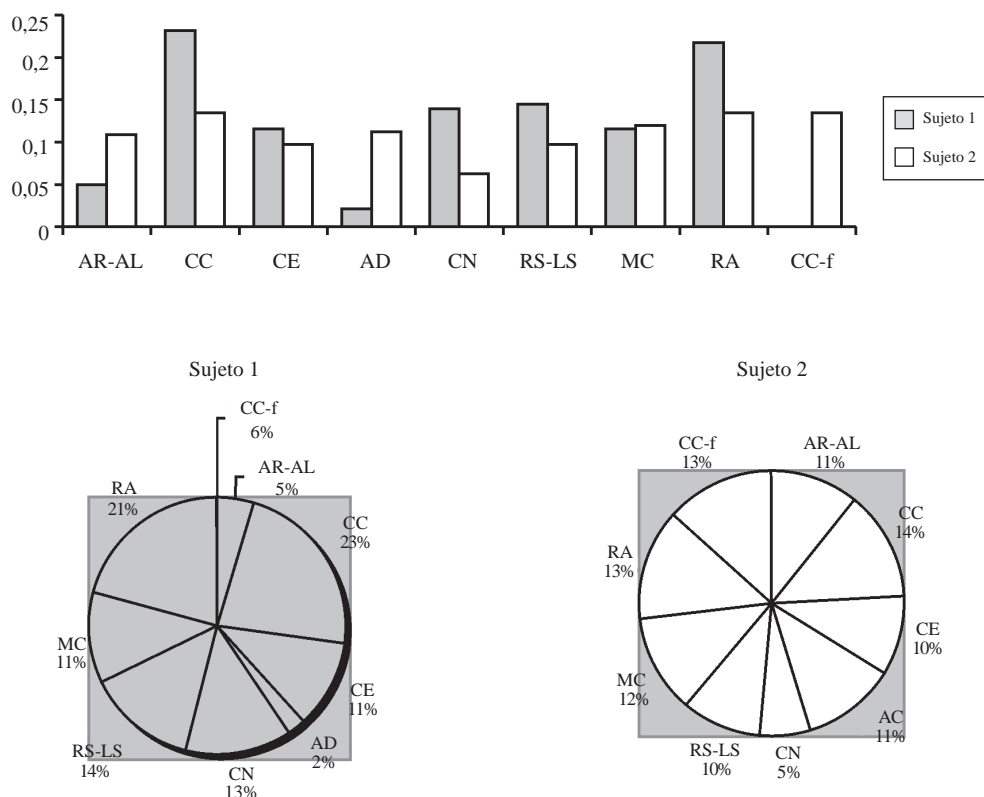 0,25
0,2
0,15
0,1
0,05
0
AR-AL CC CE AD CN RS-LS MC RA CC-f
Sujeto 1
Sujeto 2
Sujeto 1
CC-f
6%
AR-AL
5%
RA
21%
CC
23%
MC
11%
CE
11%
RS-LS
14%
AD
2%
CN
13%
Sujeto 2
CC-f
13%
AR-AL
11%
CC
14%
RA
13%
CE
10%
MC
12%
AC
11%
RS-LS
10%
CN
5%